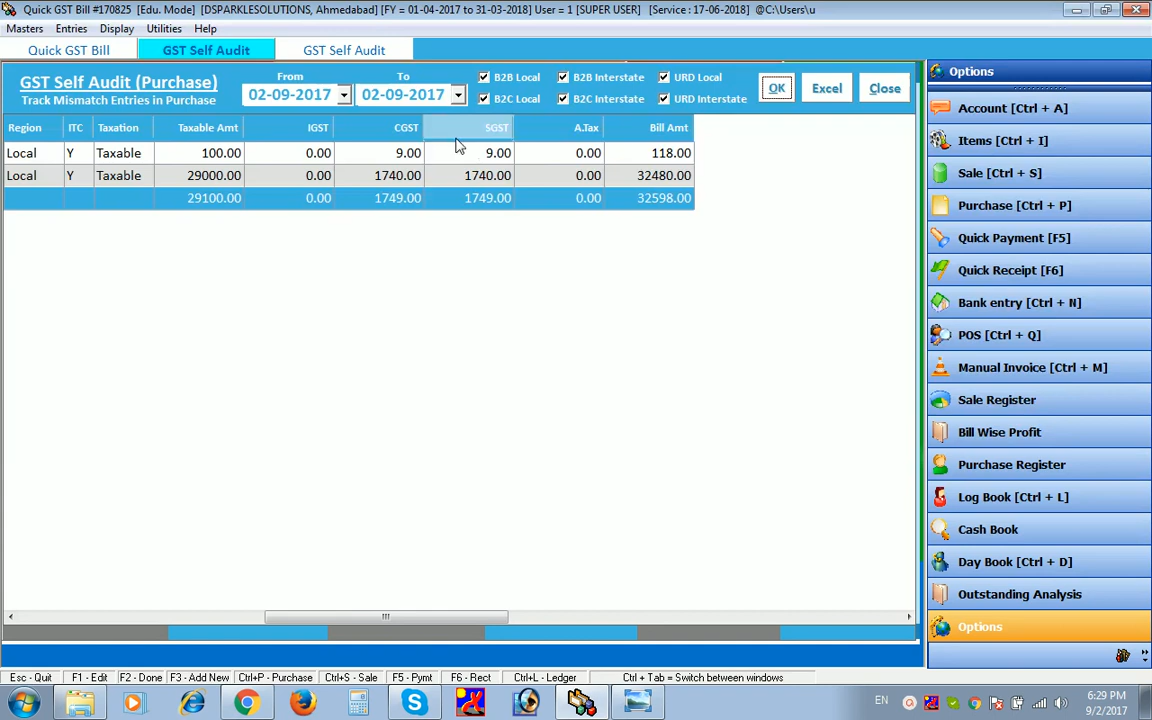 Quick GST Bill #170825 [Edu. Mode] [DSPARKLESOLUTIONS, Ahmedabad] [FY = 01-04-2017 to 31-03-2018] User = 1 [SUPER USER] [Service : 17-06-2018] @C:\Users\u
Masters Entries Display Utilities Help
Quick GST Bill GST Self Audit GST Self Audit
GST Self Audit (Purchase)
Track Mismatch Entries in Purchase
From To
02-09-2017 02-09-2017
B2B Local B2B Interstate URD Local
B2C Local B2C Interstate URD Interstate
OK Excel Close
Region ITC Taxation Taxable Amt IGST CGST SGST A.Tax Bill Amt
Local Y Taxable 100.00 0.00 9.00 9.00 0.00 118.00
Local Y Taxable 29000.00 0.00 1740.00 1740.00 0.00 32480.00
29100.00 0.00 1749.00 1749.00 0.00 32598.00
Options
Account [Ctrl + A]
Items [Ctrl + I]
Sale [Ctrl + S]
Purchase [Ctrl + P]
Quick Payment [F5]
Quick Receipt [F6]
Bank entry [Ctrl + N]
POS [Ctrl + Q]
Manual Invoice [Ctrl + M]
Sale Register
Bill Wise Profit
Purchase Register
Log Book [Ctrl + L]
Cash Book
Day Book [Ctrl + D]
Outstanding Analysis
Options
Esc - Quit F1 - Edit F2 - Done F3 - Add New Ctrl+P - Purchase Ctrl+S - Sale F5 - Pymt F6 - Rect Ctrl+L - Ledger Ctrl + Tab = Switch between windows
EN 6:29 PM
9/2/2017